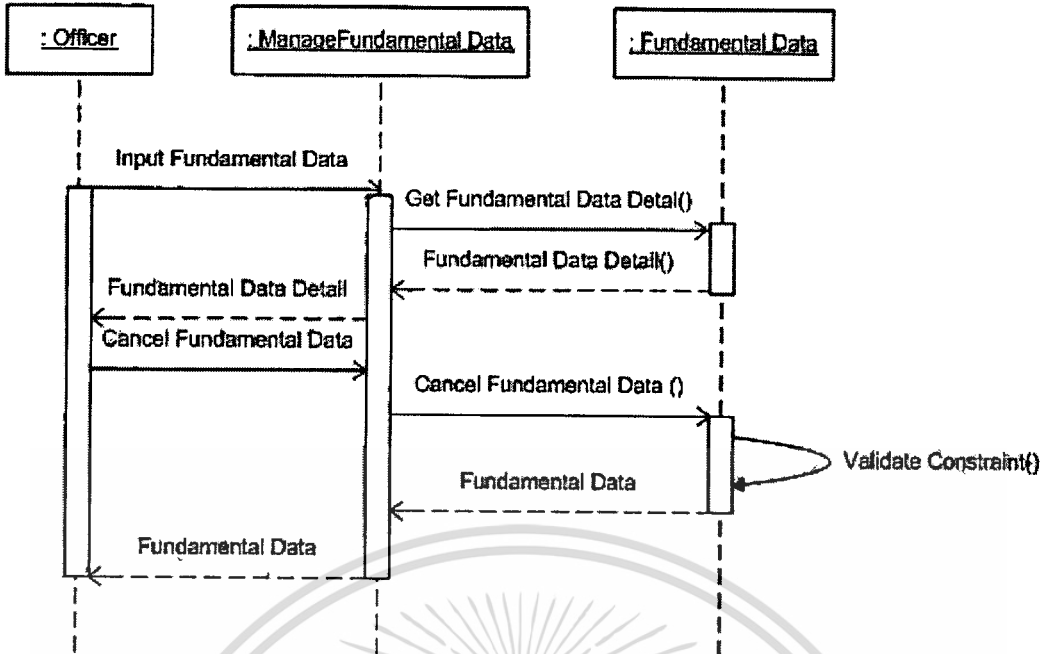 : Officer
: ManageFundamental Data
: Fundamental Data
Input Fundamental Data
Get Fundamental Data Detal()
Fundamental Data Detail()
Fundamental Data Detail
Cancel Fundamental Data
Cancel Fundamental Data ()
Validate Constraint()
Fundamental Data
Fundamental Data